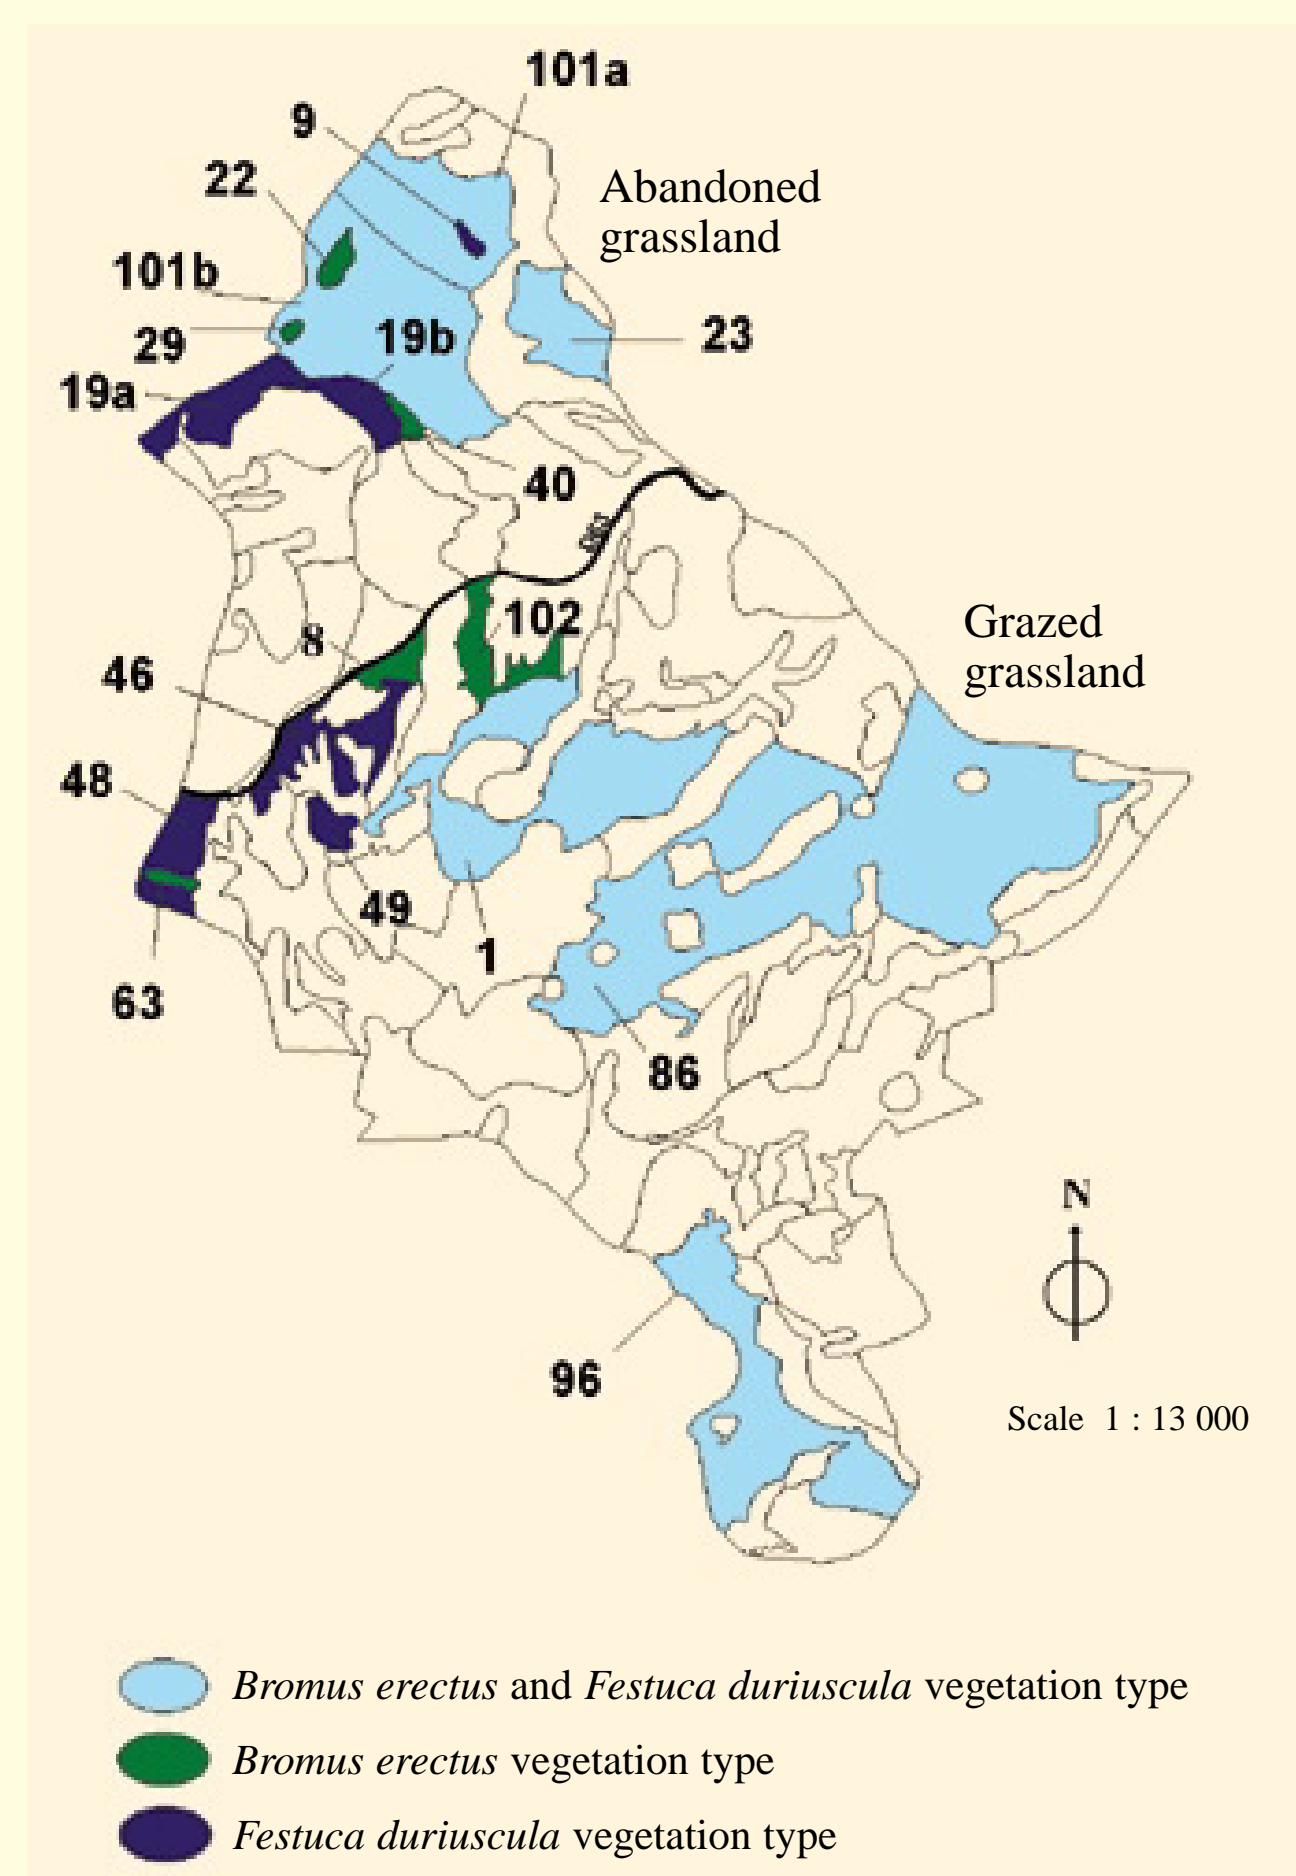 101a
9
22
Abandoned
grassland
101b
29
19b
23
19a
40
102
8
Grazed
grassland
46
48
49
1
63
86
N
96
Scale 1 : 13 000
Bromus erectus and Festuca duriuscula vegetation type
Bromus erectus vegetation type
Festuca duriuscula vegetation type